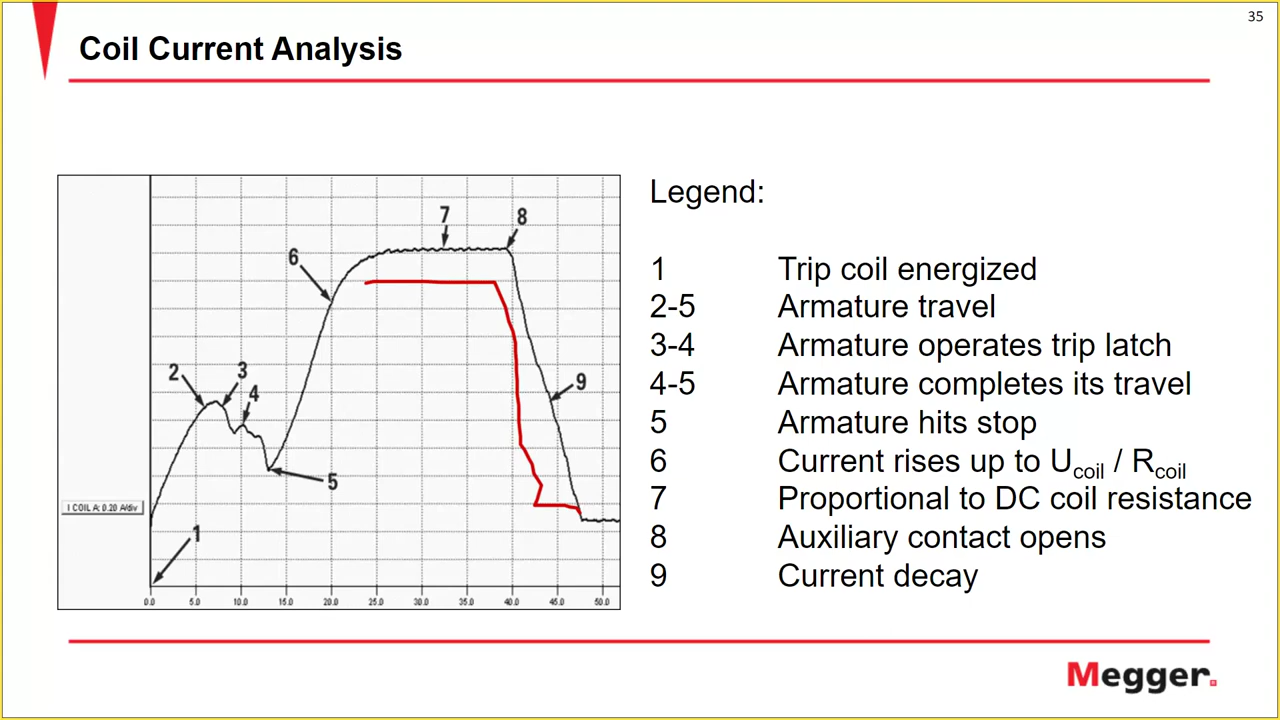 35
Coil Current Analysis
Legend:
1 Trip coil energized
2-5 Armature travel
3-4 Armature operates trip latch
4-5 Armature completes its travel
5 Armature hits stop
6 Current rises up to Ucoil / Rcoil
7 Proportional to DC coil resistance
8 Auxiliary contact opens
9 Current decay
7
8
6
3
2
4
9
5
I COIL A: 0.20 A/div
1
0.0 5.0 10.0 15.0 20.0 25.0 30.0 35.0 40.0 45.0 50.0
Megger.